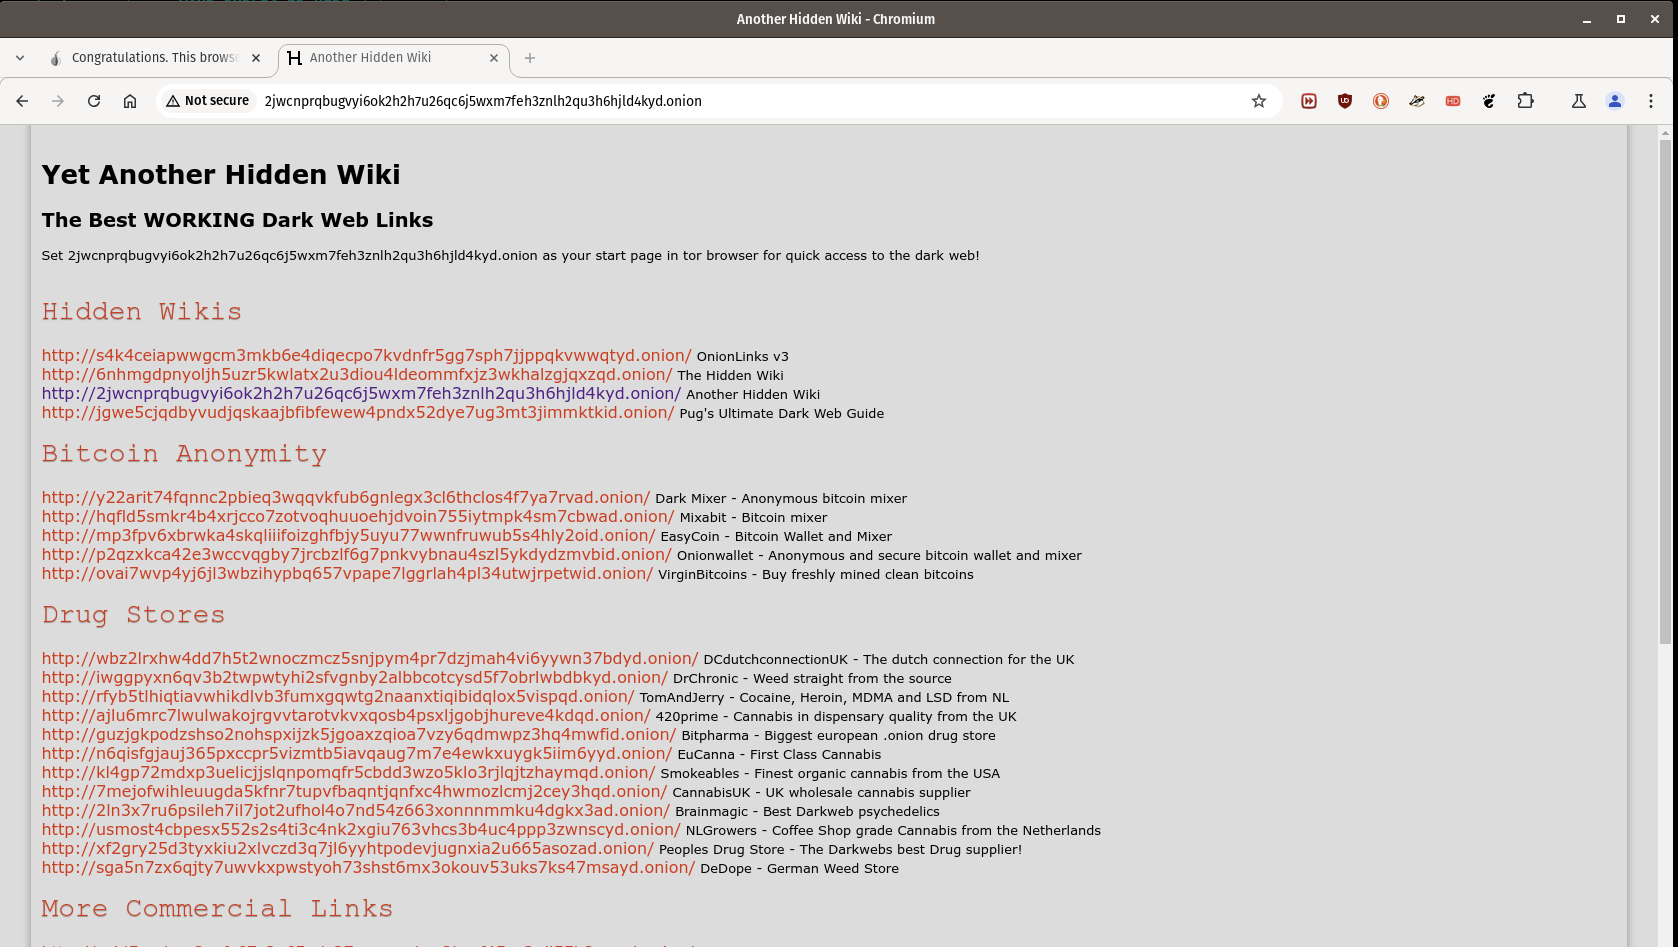 Another Hidden Wiki - Chromium
Congratulations. This brows
Another Hidden Wiki
Not secure 2jwcnprqbugvyi6ok2h2h7u26qc6j5wxm7feh3znlh2qu3h6hjld4kyd.onion
Yet Another Hidden Wiki
The Best WORKING Dark Web Links
Set 2jwcnprqbugvyi6ok2h2h7u26qc6j5wxm7feh3znlh2qu3h6hjld4kyd.onion as your start page in tor browser for quick access to the dark web!
Hidden Wikis
http://s4k4ceiapwwgcm3mkb6e4diqecpo7kvdnfr5gg7sph7jjppqkvwwqtyd.onion/ OnionLinks v3
http://6nhmgdpnyoljh5uzr5kwlatx2u3diou4ldeommfxjz3wkhalzgjqxzqd.onion/ The Hidden Wiki
http://2jwcnprqbugvyi6ok2h2h7u26qc6j5wxm7feh3znlh2qu3h6hjld4kyd.onion/ Another Hidden Wiki
http://jgwe5cjqdbyvudjqskaajbfibfewew4pndx52dye7ug3mt3jimmktkid.onion/ Pug's Ultimate Dark Web Guide
Bitcoin Anonymity
http://y22arit74fqnnc2pbieq3wqqvkfub6gnlegx3cl6thclos4f7ya7rvad.onion/ Dark Mixer - Anonymous bitcoin mixer
http://hqfld5smkr4b4xrjcco7zotvoqhuuoehjdvoin755iytmpk4sm7cbwad.onion/ Mixabit - Bitcoin mixer
http://mp3fpv6xbrwka4skqliiifoizghfbjy5uyu77wwnfruwub5s4hly2oid.onion/ EasyCoin - Bitcoin Wallet and Mixer
http://p2qzxkca42e3wccvqgby7jrcbzlf6g7pnkvybnau4szl5ykdydzmvbid.onion/ Onionwallet - Anonymous and secure bitcoin wallet and mixer
http://ovai7wvp4yj6jl3wbzihypbq657vpape7lggrlah4pl34utwjrpetwid.onion/ VirginBitcoins - Buy freshly mined clean bitcoins
Drug Stores
http://wbz2lrxhw4dd7h5t2wnoczmcz5snjpym4pr7dzjmah4vi6yywn37bdyd.onion/ DCdutchconnectionUK - The dutch connection for the UK
http://iwggpyxn6qv3b2twpwtyhi2sfvgnby2albbcotcysd5f7obrlwbdbkyd.onion/ DrChronic - Weed straight from the source
http://rfyb5tlhiqtiavwhikdlvb3fumxgqwtg2naanxtiqibidqlox5vispqd.onion/ TomAndJerry - Cocaine, Heroin, MDMA and LSD from NL
http://ajlu6mrc7lwulwakojrgvvtarotvkvxqosb4psxljgobjhureve4kdqd.onion/ 420prime - Cannabis in dispensary quality from the UK
http://guzjgkpodzshso2nohspxijzk5jgoaxzqioa7vzy6qdmwpz3hq4mwfid.onion/ Bitpharma - Biggest european .onion drug store
http://n6qisfgjauj365pxccpr5vizmtb5iavqaug7m7e4ewkxuygk5iim6yyd.onion/ EuCanna - First Class Cannabis
http://kl4gp72mdxp3uelicjjslqnpomqfr5cbdd3wzo5klo3rjlqjtzhaymqd.onion/ Smokeables - Finest organic cannabis from the USA
http://7mejofwihleuugda5kfnr7tupvfbaqntjqnfxc4hwmozlcmj2cey3hqd.onion/ CannabisUK - UK wholesale cannabis supplier
http://2ln3x7ru6psileh7il7jot2ufhol4o7nd54z663xonnnmmku4dgkx3ad.onion/ Brainmagic - Best Darkweb psychedelics
http://usmost4cbpesx552s2s4ti3c4nk2xgiu763vhcs3b4uc4ppp3zwnscyd.onion/ NLGrowers - Coffee Shop grade Cannabis from the Netherlands
http://xf2gry25d3tyxkiu2xlvczd3q7jl6yyhtpodevjugnxia2u665asozad.onion/ Peoples Drug Store - The Darkwebs best Drug supplier!
http://sga5n7zx6qjty7uwvkxpwstyoh73shst6mx3okouv53uks7ks47msayd.onion/ DeDope - German Weed Store
More Commercial Links